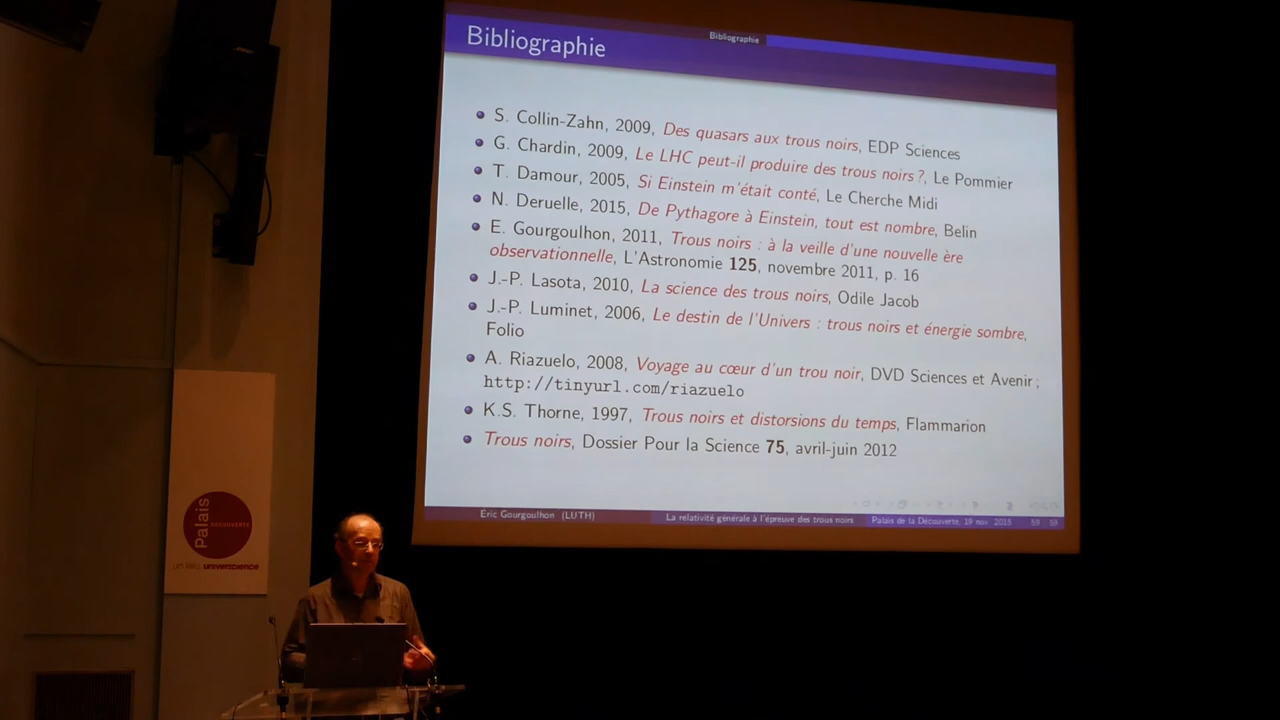 Bibliographie
Bibliographie
S. Collin-Zahn, 2009, Des quasars aux trous noirs, EDP Sciences
G. Chardin, 2009, Le LHC peut-il produire des trous noirs ?, Le Pommier
T. Damour, 2005, Si Einstein m'était conté, Le Cherche Midi
N. Deruelle, 2015, De Pythagore à Einstein, tout est nombre, Belin
E. Gourgoulhon, 2011, Trous noirs : à la veille d'une nouvelle ère
observationnelle, L'Astronomie 125, novembre 2011, p. 16
J.-P. Lasota, 2010, La science des trous noirs, Odile Jacob
J.-P. Luminet, 2006, Le destin de l'Univers : trous noirs et énergie sombre,
Folio
A. Riazuelo, 2008, Voyage au cœur d'un trou noir, DVD Sciences et Avenir ;
http://tinyurl.com/riazuelo
K.S. Thorne, 1997, Trous noirs et distorsions du temps, Flammarion
Trous noirs, Dossier Pour la Science 75, avril-juin 2012
Éric Gourgoulhon (LUTH) La relativité générale à l'épreuve des trous noirs Palais de la Découverte, 19 nov. 2015 59 59
Palais
DECOUVERTE
universcience